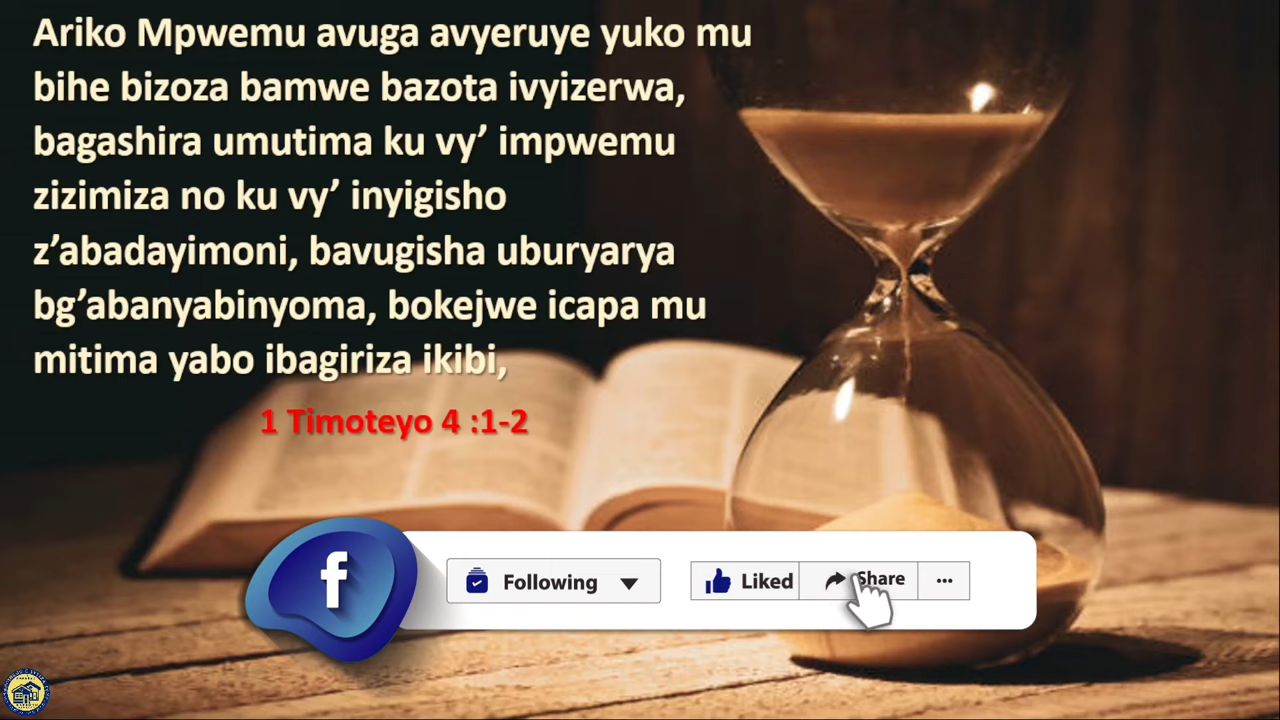 Ariko Mpwemu avuga avyeruye yuko mu
bihe bizoza bamwe bazota ivyizerwa,
bagashira umutima ku vy’ impwemu
zizimiza no ku vy’ inyigisho
z’abadayimoni, bavugisha uburyarya
bg’abanyabinyoma, bokejwe icapa mu
mitima yabo ibagiriza ikibi,
1 Timoteyo 4 :1-2
f
Following
Liked
Share
...